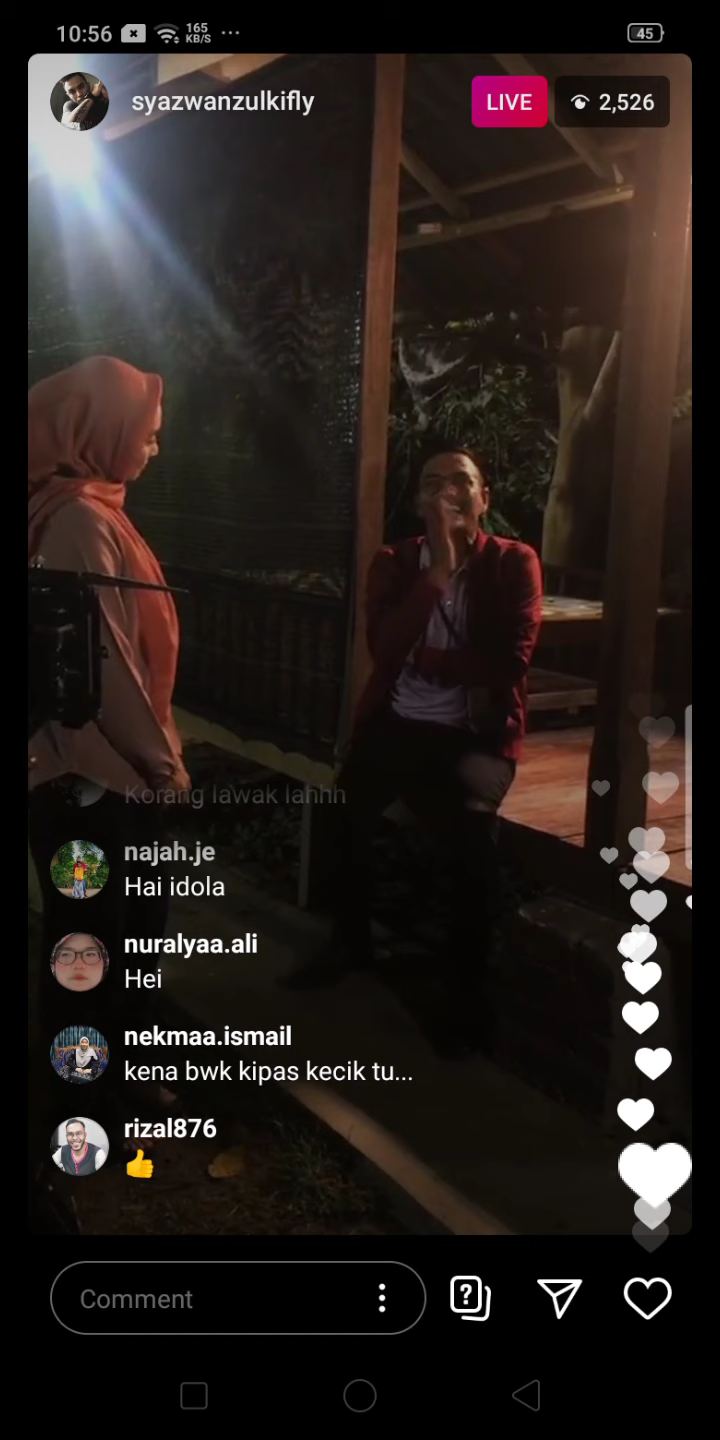 10:56 165 KB/S ... 45
syazwanzulkifly LIVE 2,526
Korang lawak lahhh
najah.je
Hai idola
nuralyaa.ali
Hei
nekmaa.ismail
kena bwk kipas kecik tu...
rizal876
👍
Comment